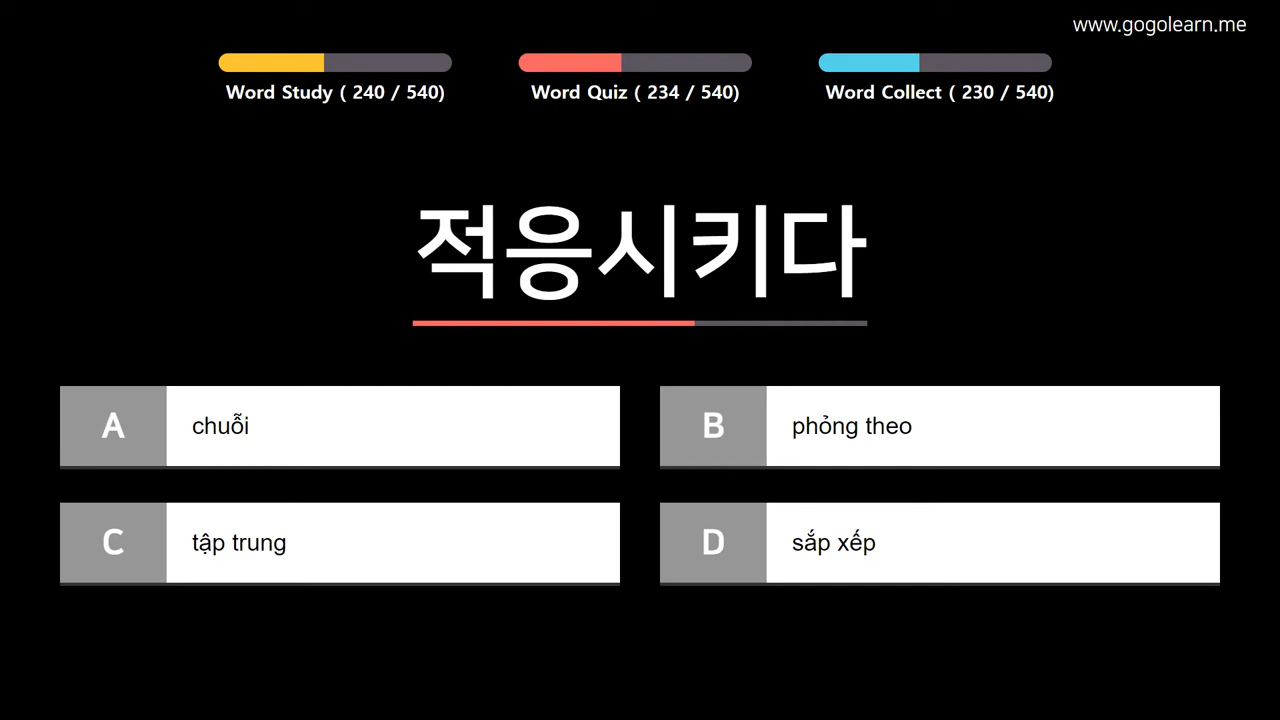 www.gogolearn.me
Word Study ( 240 / 540)
Word Quiz ( 234 / 540)
Word Collect ( 230 / 540)
적응시키다
A chuỗi
B phỏng theo
C tập trung
D sắp xếp